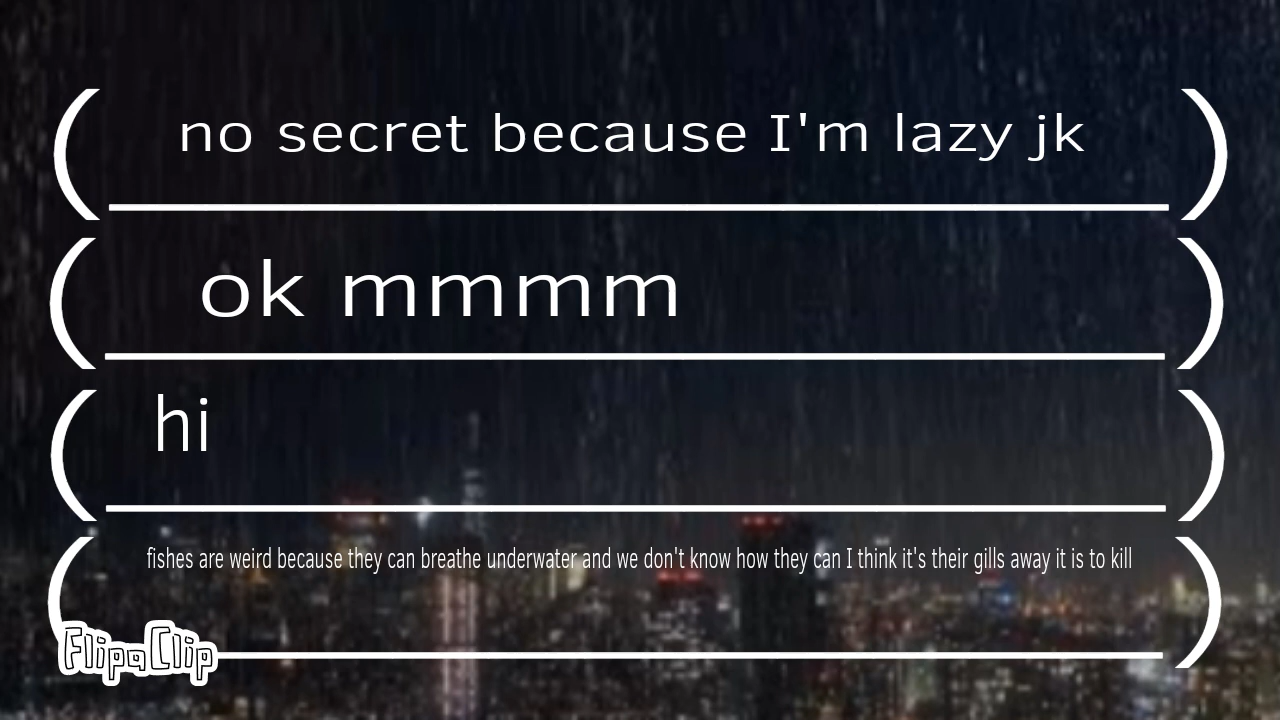 no secret because I'm lazy jk
ok mmmm
hi
fishes are weird because they can breathe underwater and we don't know how they can I think it's their gills away it is to kill
FlipaClip